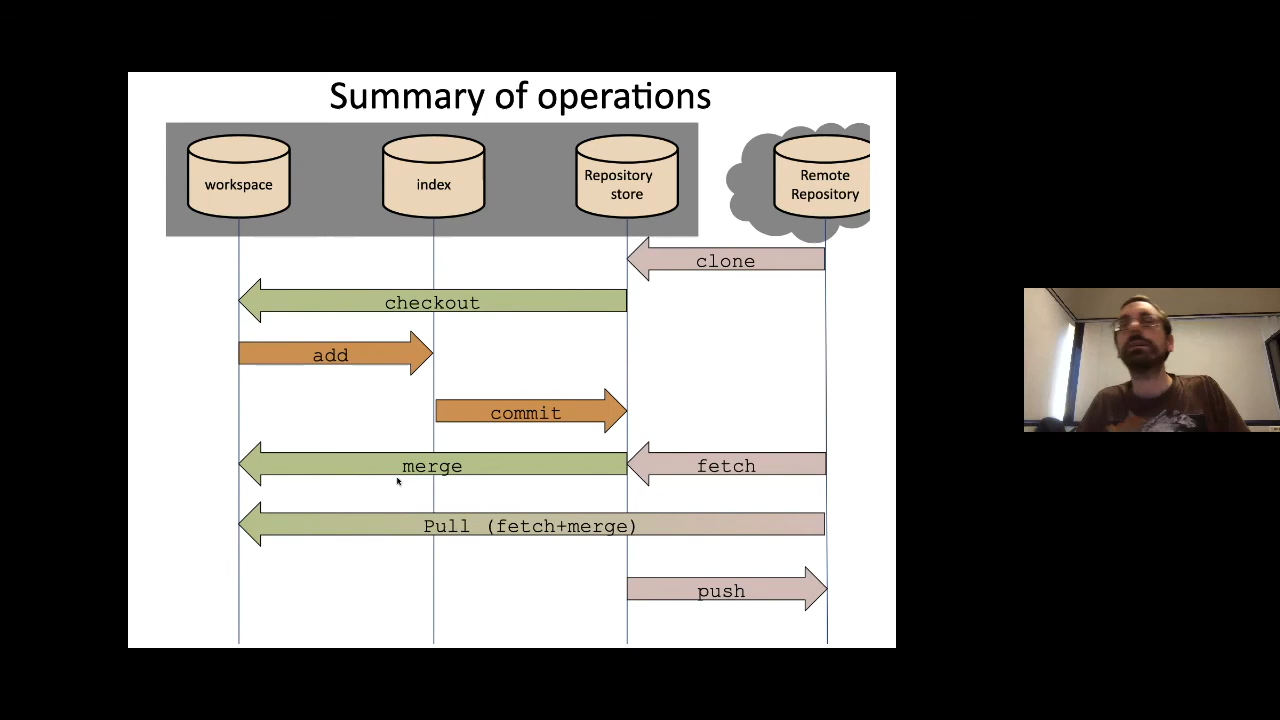 Summary of operations
workspace
index
Repository
store
Remote
Repository
clone
checkout
add
commit
merge
fetch
Pull (fetch+merge)
push